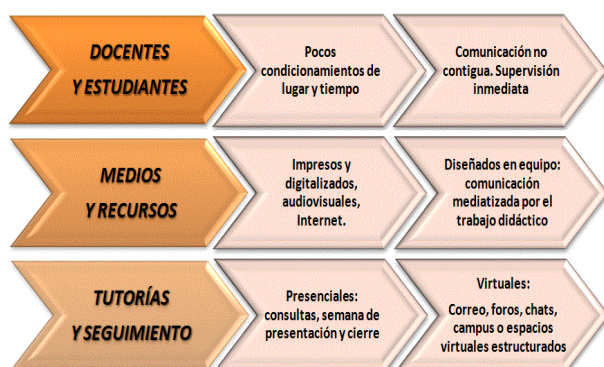 DOCENTES
Y ESTUDIANTES
Pocos
condicionamientos de
lugar y tiempo
Comunicación no
contigua. Supervisión
inmediata
MEDIOS
Y RECURSOS
Impresos y
digitalizados,
audiovisuales,
Internet.
Diseñados en equipo:
comunicación
mediatizada por el
trabajo didáctico
TUTORÍAS
Y SEGUIMIENTO
Presenciales:
consultas, semana de
presentación y cierre
Virtuales:
Correo, foros, chats,
campus o espacios
virtuales estructurados